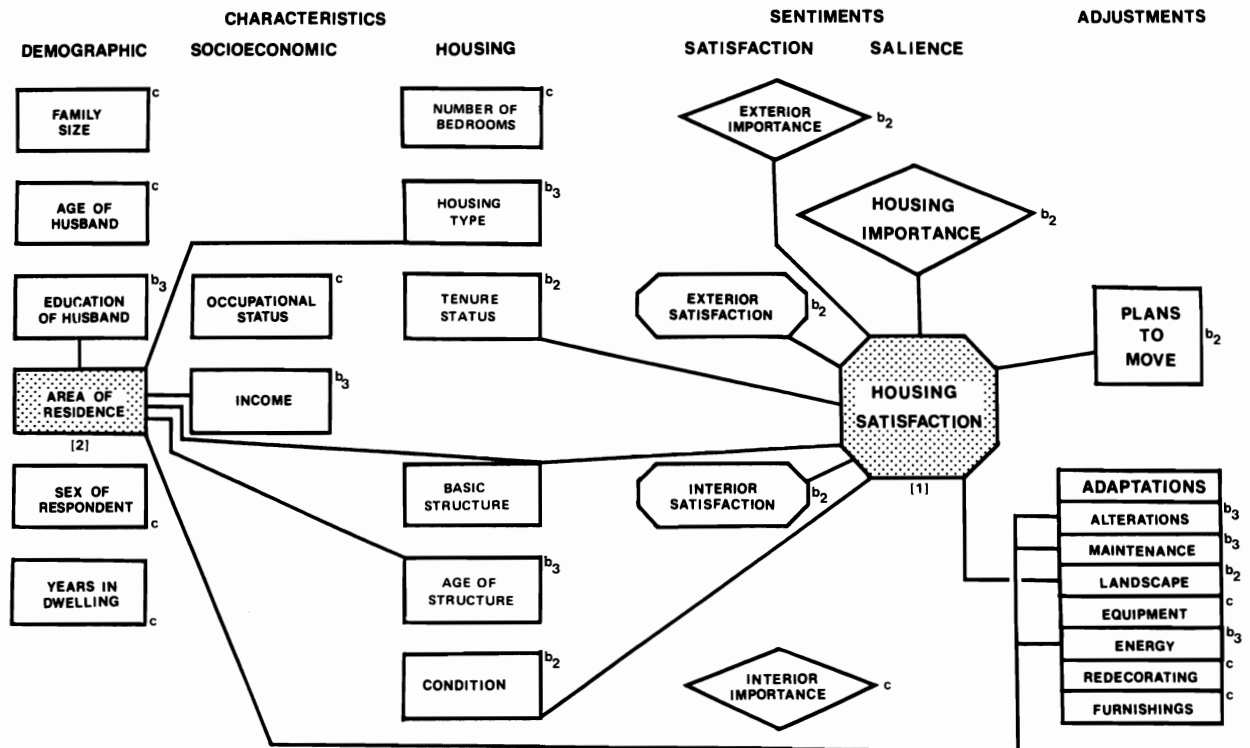 CHARACTERISTICS
SENTIMENTS
ADJUSTMENTS
DEMOGRAPHIC
SOCIOECONOMIC
HOUSING
SATISFACTION
SALIENCE
FAMILY
SIZE
c
NUMBER OF
BEDROOMS
c
EXTERIOR
IMPORTANCE
b2
AGE OF
HUSBAND
c
HOUSING
TYPE
b3
HOUSING
IMPORTANCE
b2
EDUCATION
OF HUSBAND
b3
OCCUPATIONAL
STATUS
c
TENURE
STATUS
b2
EXTERIOR
SATISFACTION
b2
PLANS
TO
MOVE
b2
AREA OF
RESIDENCE
[2]
INCOME
b3
HOUSING
SATISFACTION
[1]
SEX OF
RESPONDENT
c
BASIC
STRUCTURE
INTERIOR
SATISFACTION
b2
YEARS IN
DWELLING
c
AGE OF
STRUCTURE
b3
CONDITION
b2
INTERIOR
IMPORTANCE
c
ADAPTATIONS
ALTERATIONS b3
MAINTENANCE b3
LANDSCAPE b2
EQUIPMENT c
ENERGY b3
REDECORATING c
FURNISHINGS c